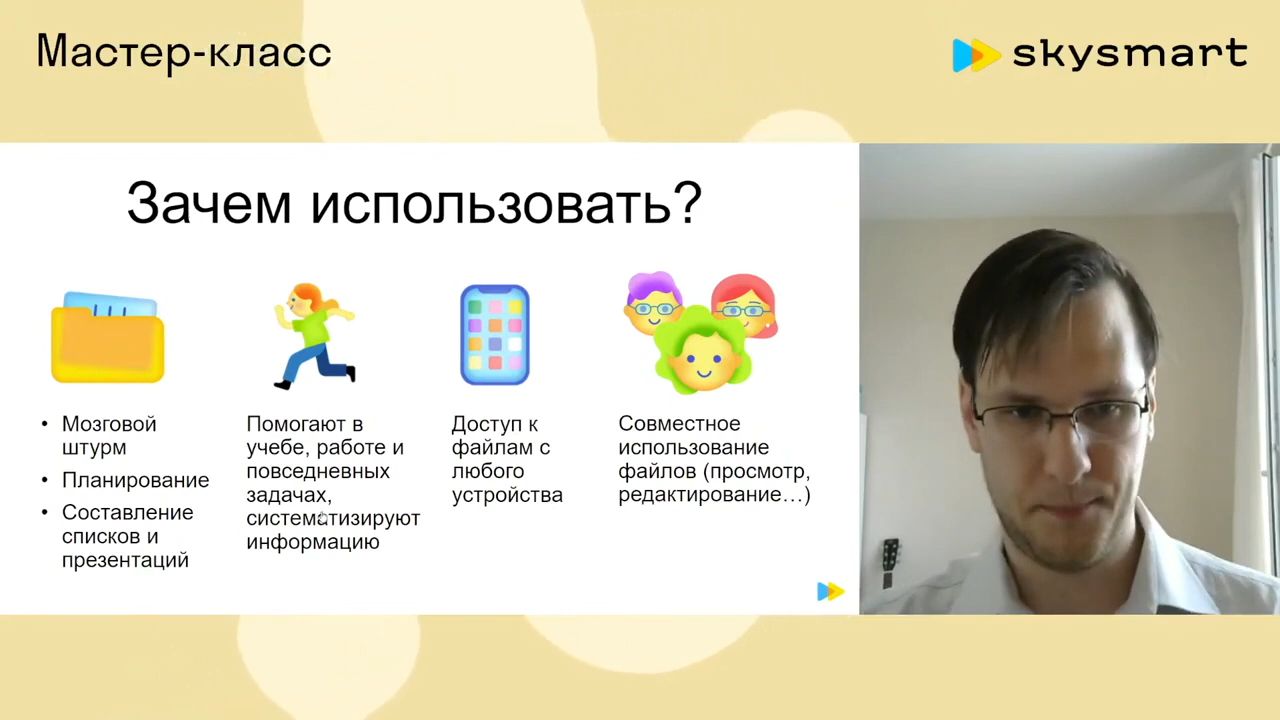 Мастер-класс
skysmart
Зачем использовать?
• Мозговой
штурм
• Планирование
• Составление
списков и
презентаций
Помогают в
учебе, работе и
повседневных
задачах,
систематизируют
информацию
Доступ к
файлам с
любого
устройства
Совместное
использование
файлов (просмотр,
редактирование...)